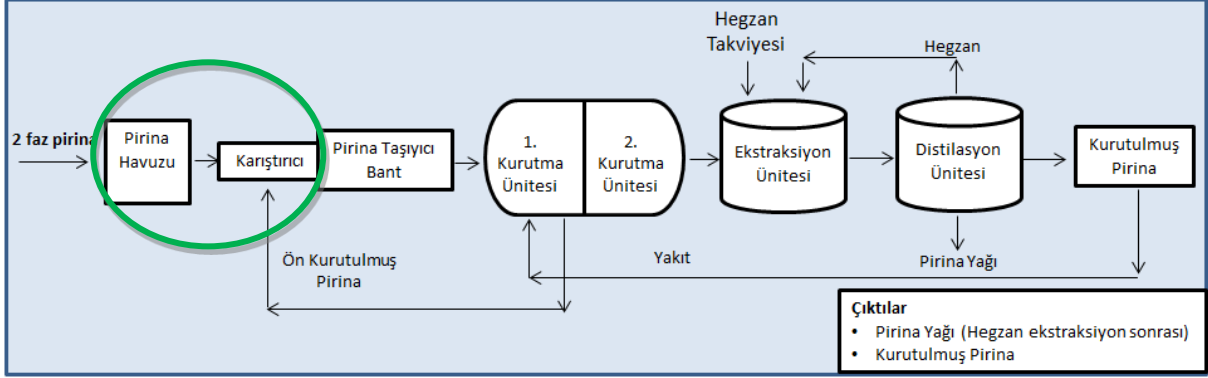 Hegzan
Takviyesi
Hegzan
2 faz pirina
Pirina
Havuzu
Karıştırıcı
Pirina Taşıyıcı
Bant
1.
Kurutma
Ünitesi
2.
Kurutma
Ünitesi
Ekstraksiyon
Ünitesi
Distilasyon
Ünitesi
Kurutulmuş
Pirina
Ön Kurutulmuş
Pirina
Yakıt
Pirina Yağı
Çıktılar
• Pirina Yağı (Hegzan ekstraksiyon sonrası)
• Kurutulmuş Pirina